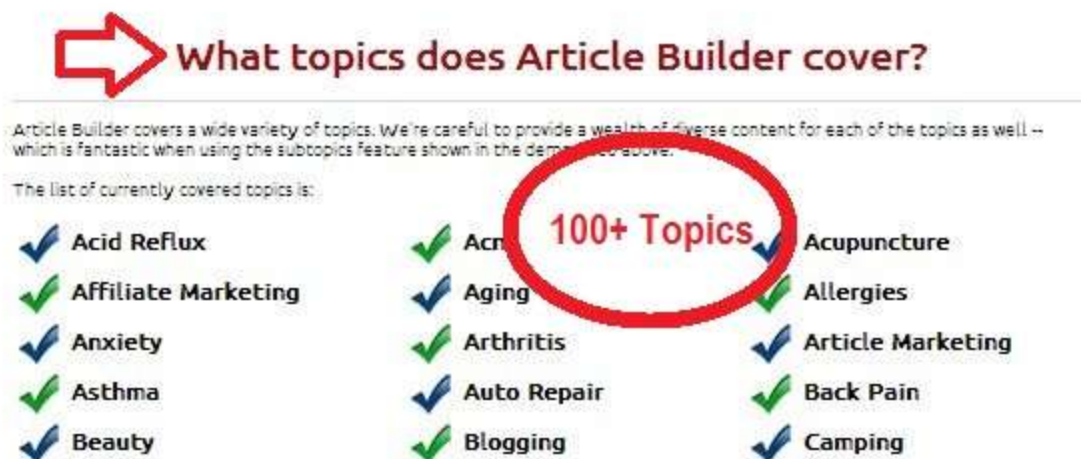 What topics does Article Builder cover?
Article Builder covers a wide variety of topics. We're careful to provide a wealth of diverse content for each of the topics as well --
which is fantastic when using the subtopics feature shown in the above.
The list of currently covered topics is:
100+ Topics
Acid Reflux
Acupuncture
Affiliate Marketing
Aging
Allergies
Anxiety
Arthritis
Article Marketing
Asthma
Auto Repair
Back Pain
Beauty
Blogging
Camping